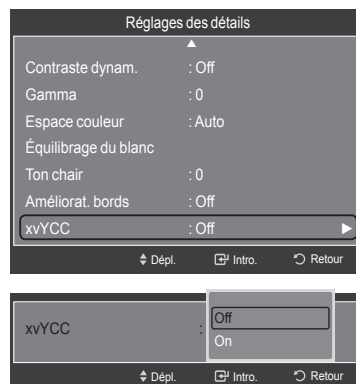 Réglages des détails
▲
Contraste dynam. : Off
Gamma : 0
Espace couleur : Auto
Équilibrage du blanc
Ton chair : 0
Améliorat. bords : Off
xvYCC : Off ►
Dépl. Intro. Retour
xvYCC : Off
On
Dépl. Intro. Retour